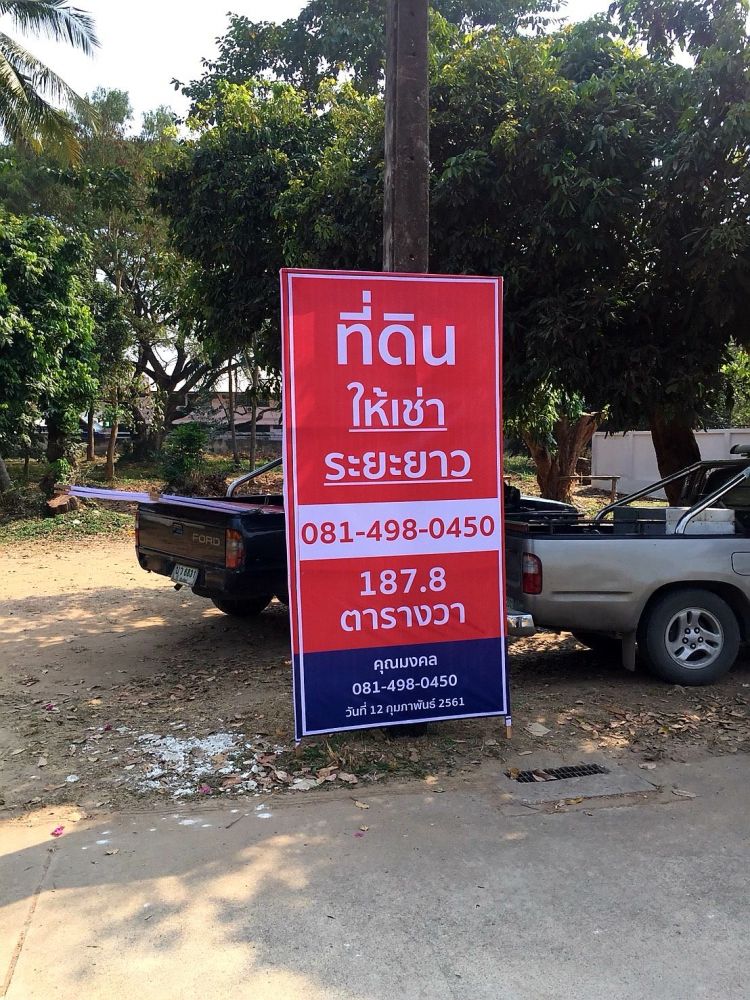 ที่ดิน
ให้เช่า
ระยะยาว
081-498-0450
187.8
ตารางวา
คุณมงคล
081-498-0450
วันที่ 12 กุมภาพันธ์ 2561
FORD